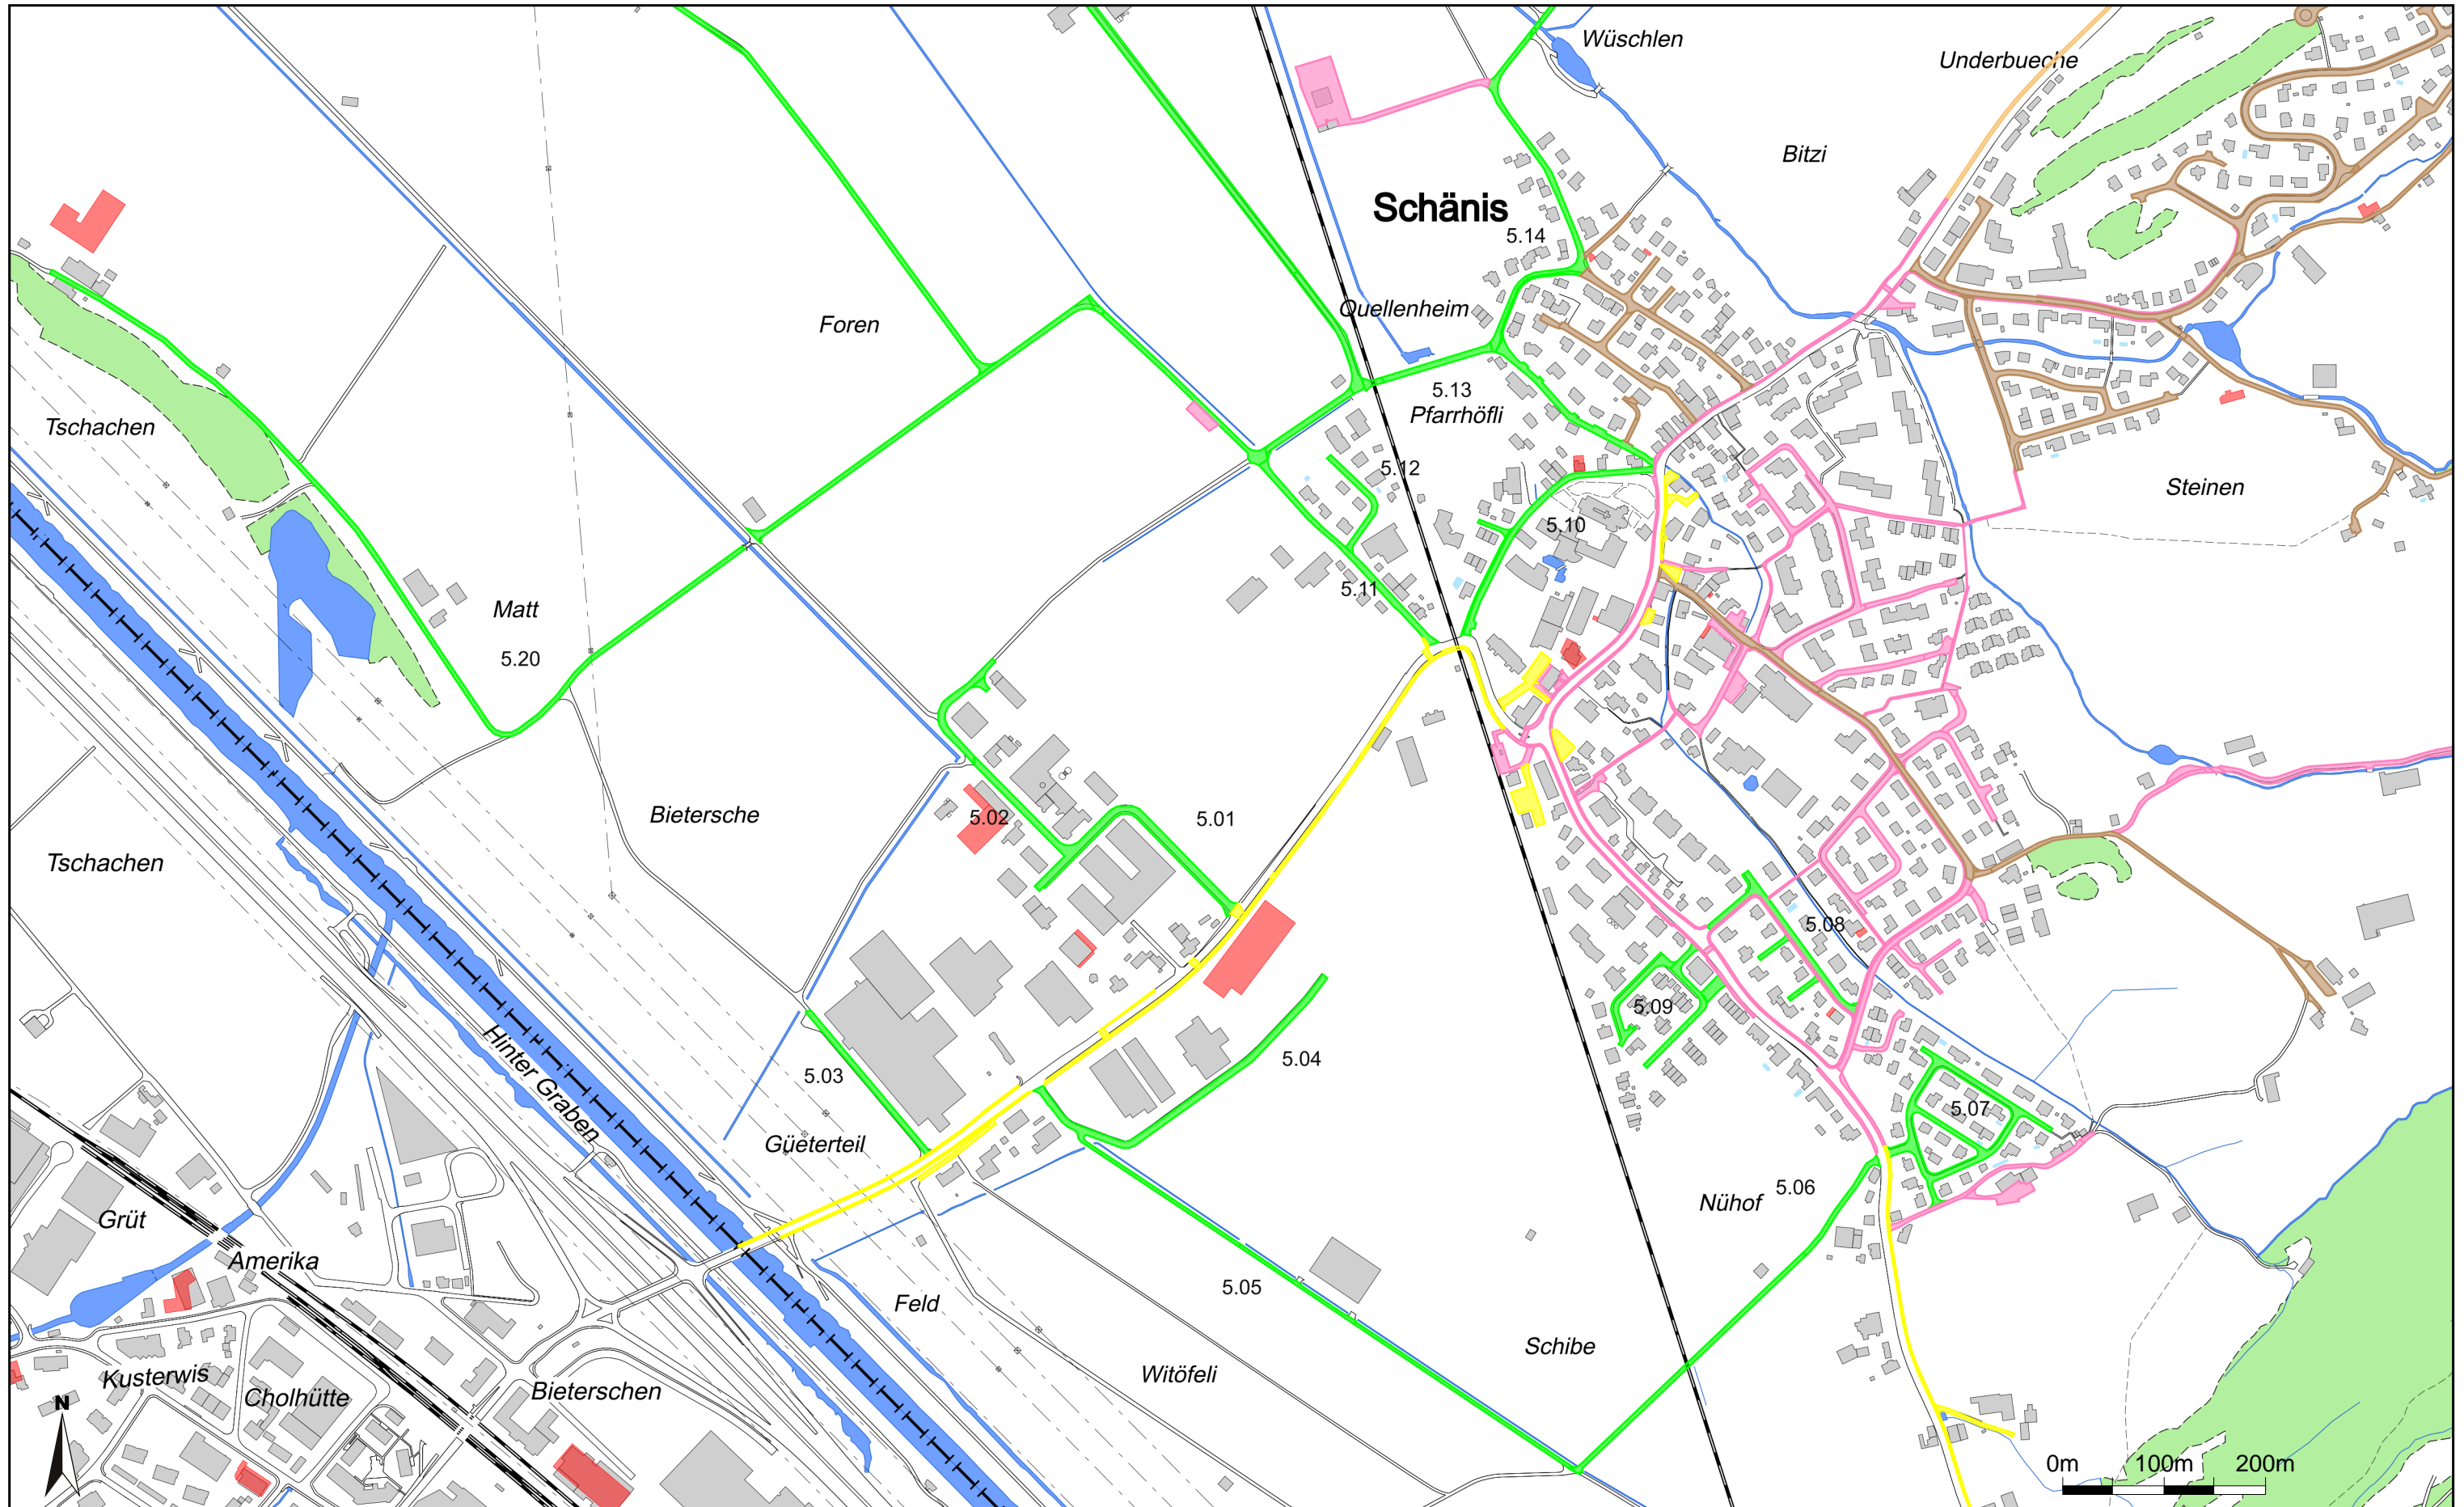 Wüschlen
Underbueche
Bitzi
Schänis
5.14
Quellenheim
Foren
5.13
Pfarrhöfli
Tschachen
5.12
Steinen
5.10
5.11
Matt
5.20
Bietersche
5.02
5.01
Tschachen
5.08
5.09
Hinter Graben
5.03
5.04
Güeterteil
5.07
Nühof
5.06
Grüt
Amerika
5.05
Feld
Schibe
Witöfeli
Kusterwis
Cholhütte
Bieterschen
N
0m 100m 200m